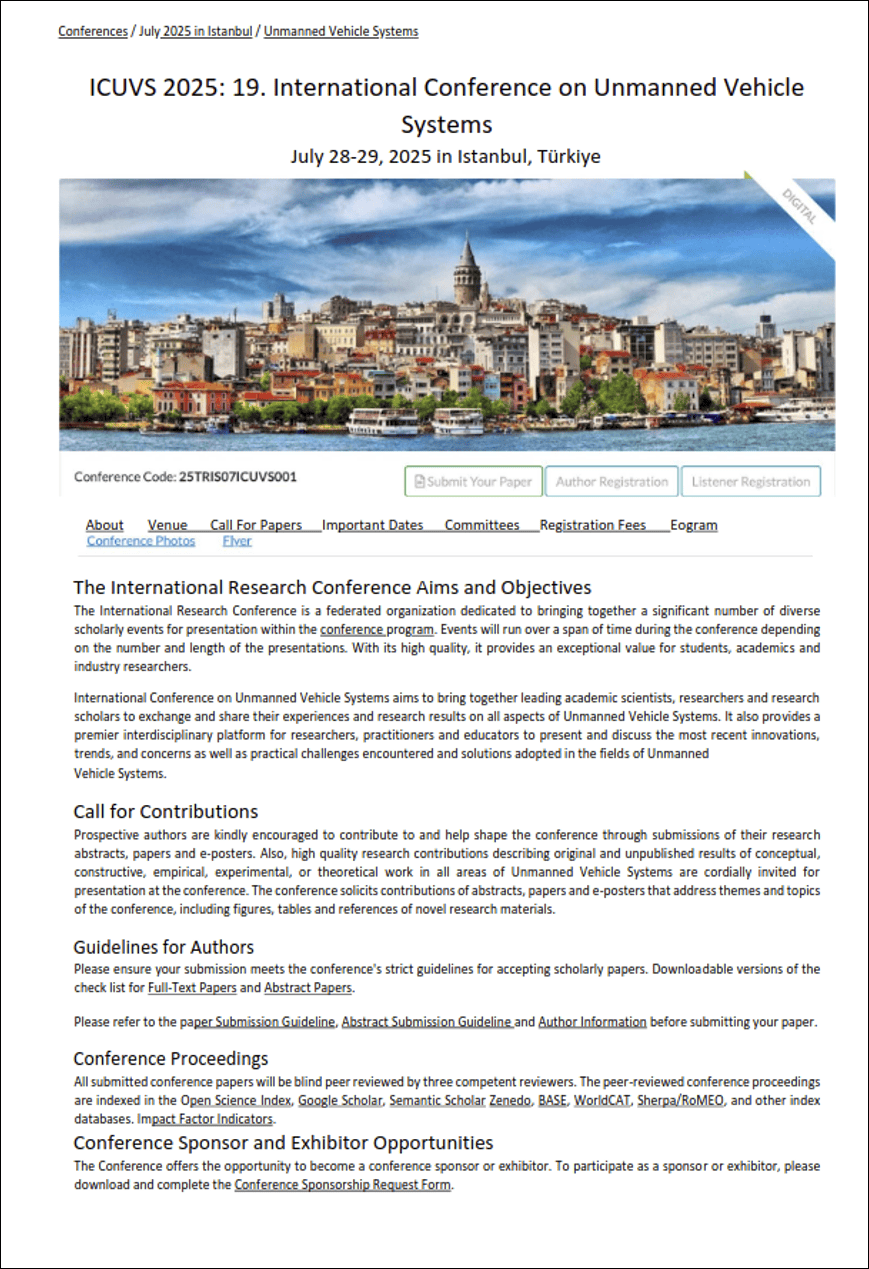 Conferences / July 2025 in Istanbul / Unmanned Vehicle Systems
ICUVS 2025: 19. International Conference on Unmanned Vehicle
Systems
July 28-29, 2025 in Istanbul, Türkiye
DIGITAL
Conference Code: 25TRIS07ICUVS001
Submit Your Paper
Author Registration
Listener Registration
About Venue Call For Papers Important Dates Committees Registration Fees Eogram
Conference Photos Flyer
The International Research Conference Aims and Objectives
The International Research Conference is a federated organization dedicated to bringing together a significant number of diverse
scholarly events for presentation within the conference program. Events will run over a span of time during the conference depending
on the number and length of the presentations. With its high quality, it provides an exceptional value for students, academics and
industry researchers.
International Conference on Unmanned Vehicle Systems aims to bring together leading academic scientists, researchers and research
scholars to exchange and share their experiences and research results on all aspects of Unmanned Vehicle Systems. It also provides a
premier interdisciplinary platform for researchers, practitioners and educators to present and discuss the most recent innovations,
trends, and concerns as well as practical challenges encountered and solutions adopted in the fields of Unmanned
Vehicle Systems.
Call for Contributions
Prospective authors are kindly encouraged to contribute to and help shape the conference through submissions of their research
abstracts, papers and e-posters. Also, high quality research contributions describing original and unpublished results of conceptual,
constructive, empirical, experimental, or theoretical work in all areas of Unmanned Vehicle Systems are cordially invited for
presentation at the conference. The conference solicits contributions of abstracts, papers and e-posters that address themes and topics
of the conference, including figures, tables and references of novel research materials.
Guidelines for Authors
Please ensure your submission meets the conference's strict guidelines for accepting scholarly papers. Downloadable versions of the
check list for Full-Text Papers and Abstract Papers.
Please refer to the paper Submission Guideline, Abstract Submission Guideline and Author Information before submitting your paper.
Conference Proceedings
All submitted conference papers will be blind peer reviewed by three competent reviewers. The peer-reviewed conference proceedings
are indexed in the Open Science Index, Google Scholar, Semantic Scholar Zenedo, BASE, WorldCAT, Sherpa/RoMEO, and other index
databases. Impact Factor Indicators.
Conference Sponsor and Exhibitor Opportunities
The Conference offers the opportunity to become a conference sponsor or exhibitor. To participate as a sponsor or exhibitor, please
download and complete the Conference Sponsorship Request Form.